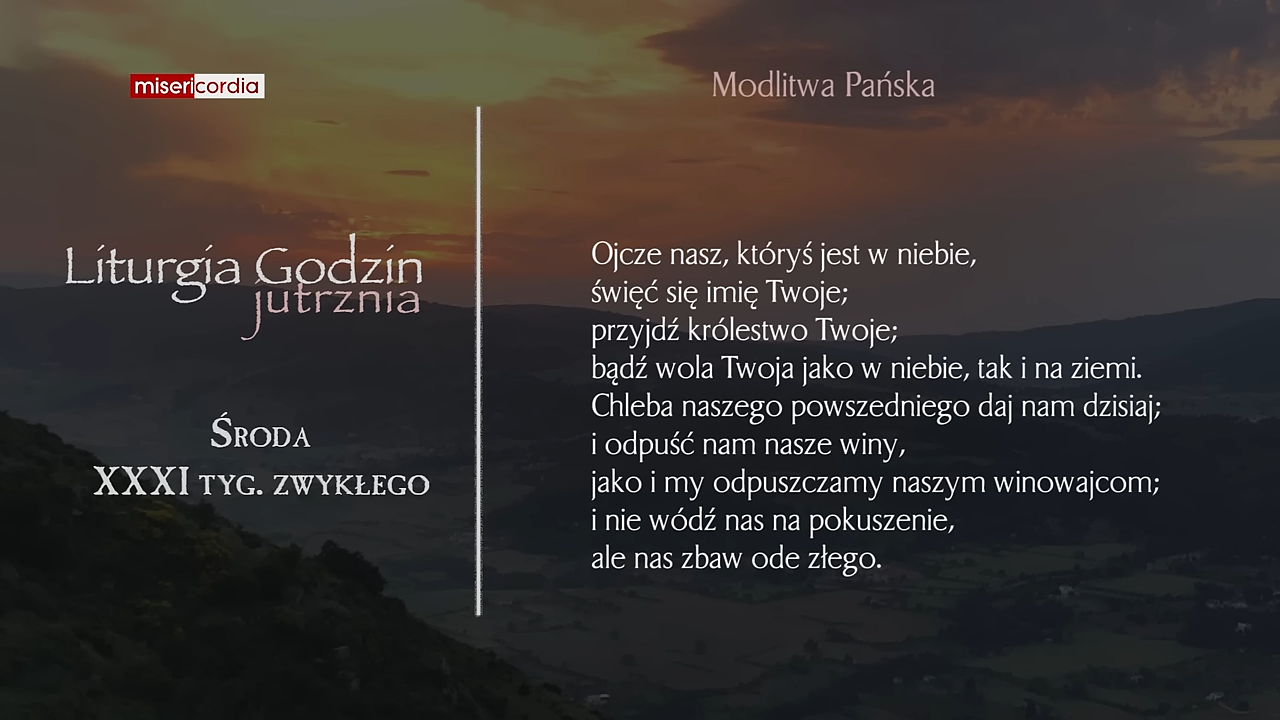 misericordia
Liturgia Godzin
jutrznia
Środa
XXXI tyg. zwykłego
Modlitwa Pańska
Ojcze nasz, któryś jest w niebie,
święć się imię Twoje;
przyjdź królestwo Twoje;
bądź wola Twoja jako w niebie, tak i na ziemi.
Chleba naszego powszedniego daj nam dzisiaj;
i odpuść nam nasze winy,
jako i my odpuszczamy naszym winowajcom;
i nie wódź nas na pokuszenie,
ale nas zbaw ode złego.